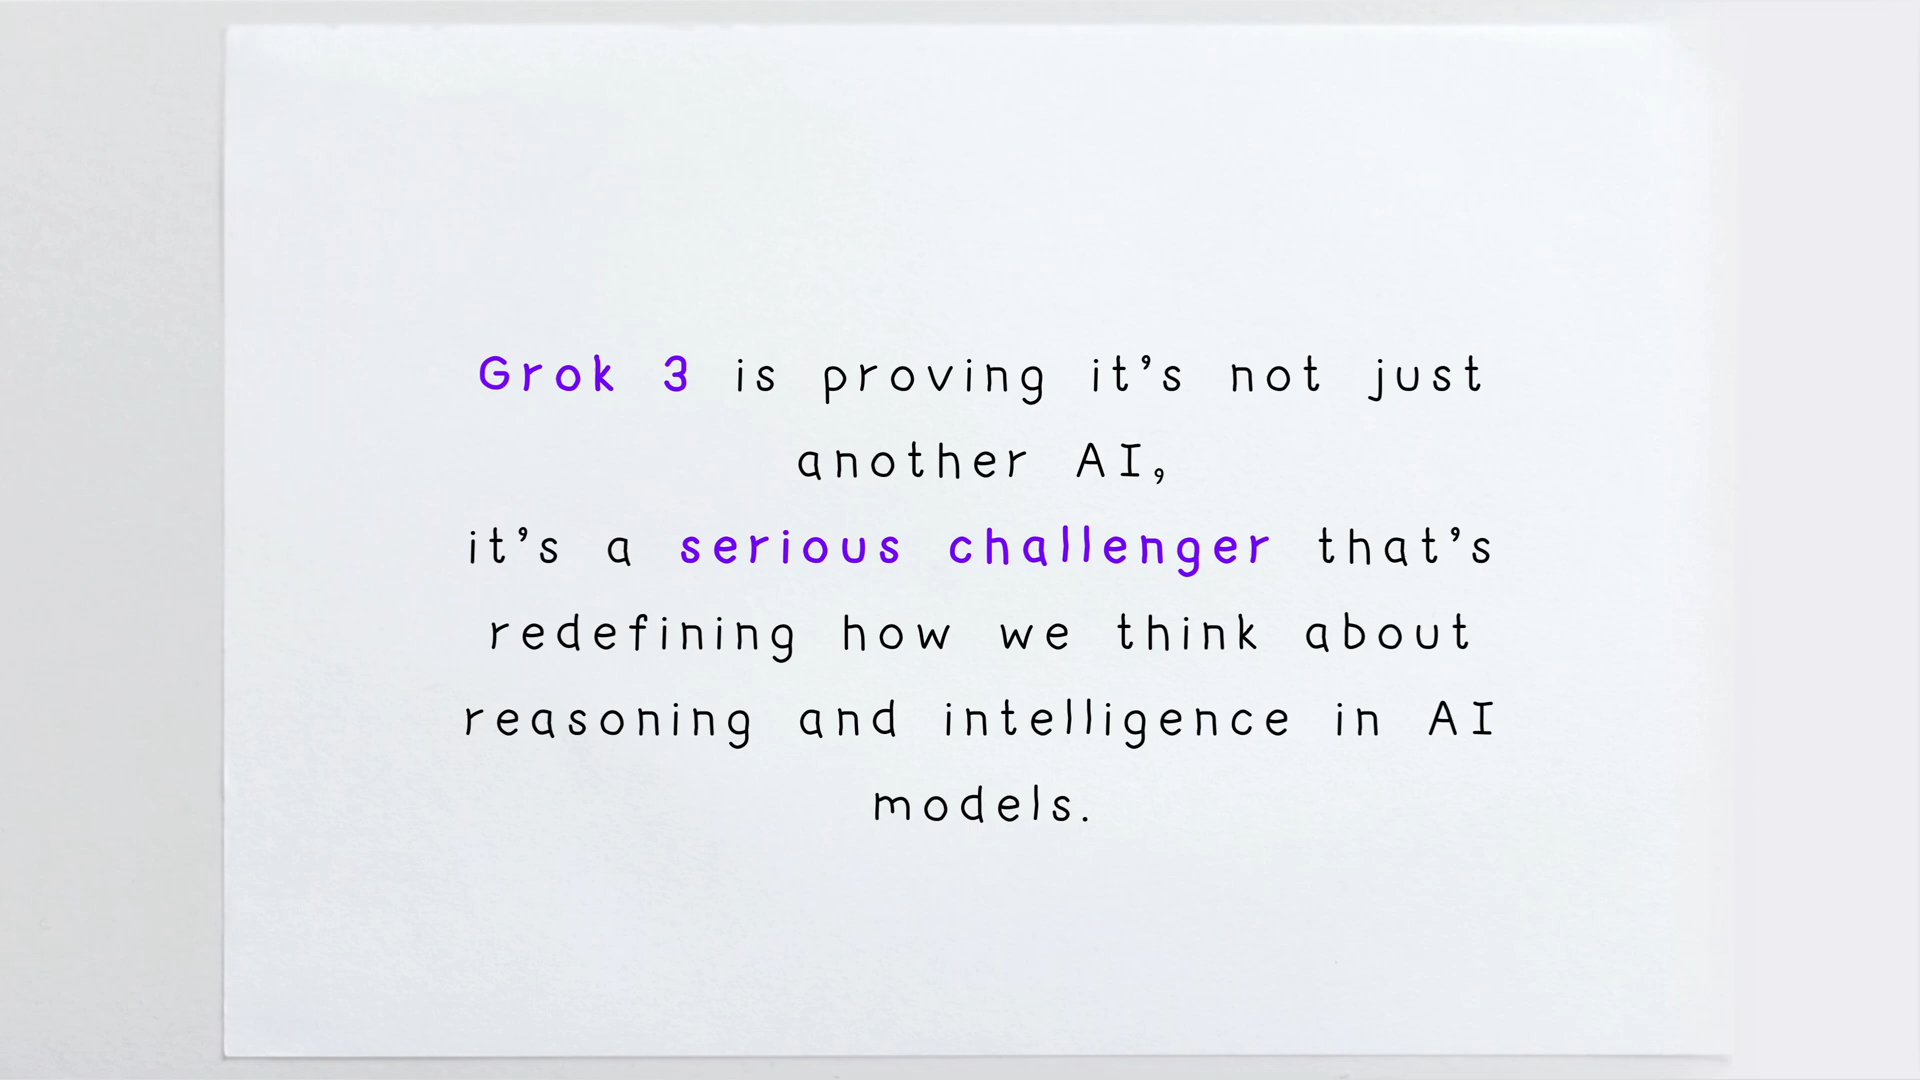 Grok 3 is proving it’s not just
another AI,
it’s a serious challenger that’s
redefining how we think about
reasoning and intelligence in AI
models.